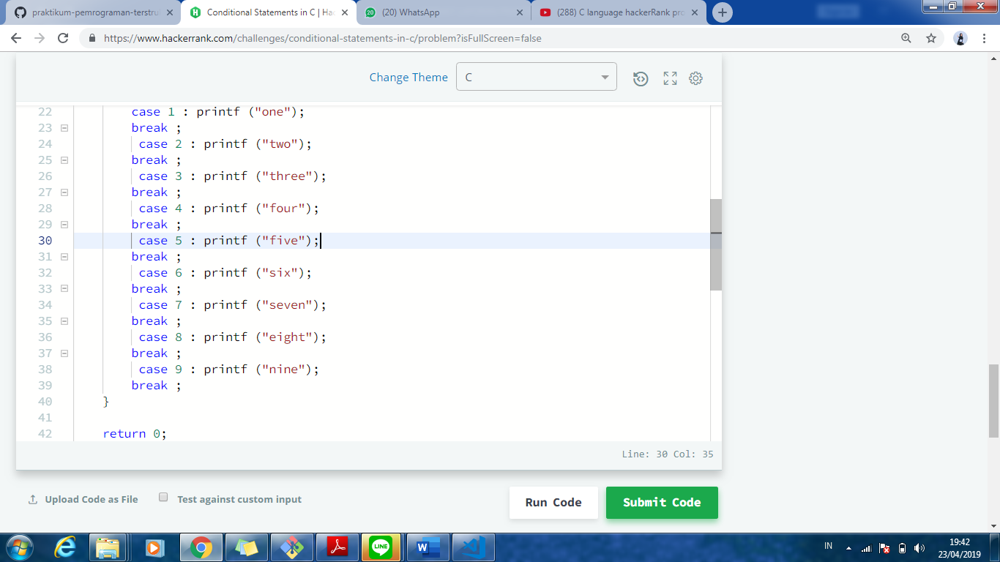 praktikum-pemrograman-terstru
Conditional Statements in C | Ha
(20) WhatsApp
(288) C language hackerRank pro
https://www.hackerrank.com/challenges/conditional-statements-in-c/problem?isFullScreen=false
Change Theme
C
22 case 1 : printf ("one");
23 break ;
24 case 2 : printf ("two");
25 break ;
26 case 3 : printf ("three");
27 break ;
28 case 4 : printf ("four");
29 break ;
30 case 5 : printf ("five");
31 break ;
32 case 6 : printf ("six");
33 break ;
34 case 7 : printf ("seven");
35 break ;
36 case 8 : printf ("eight");
37 break ;
38 case 9 : printf ("nine");
39 break ;
40 }
41
42 return 0;
Line: 30 Col: 35
Upload Code as File
Test against custom input
Run Code
Submit Code
LINE
IN
19:42
23/04/2019